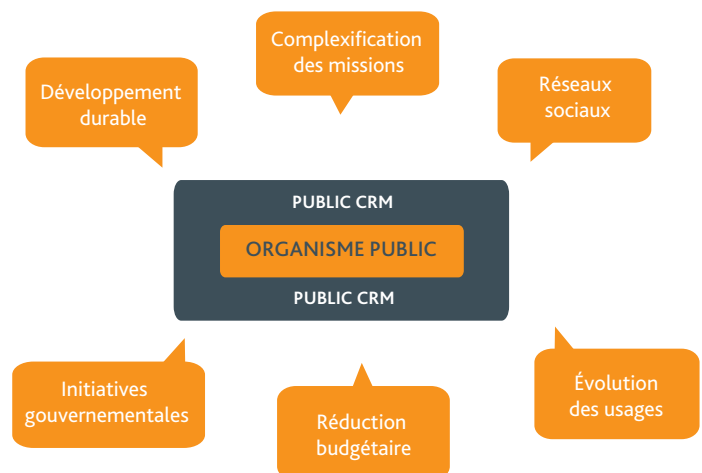 Complexification
des missions
Développement
durable
Réseaux
sociaux
PUBLIC CRM
ORGANISME PUBLIC
PUBLIC CRM
Initiatives
gouvernementales
Réduction
budgétaire
Évolution
des usages